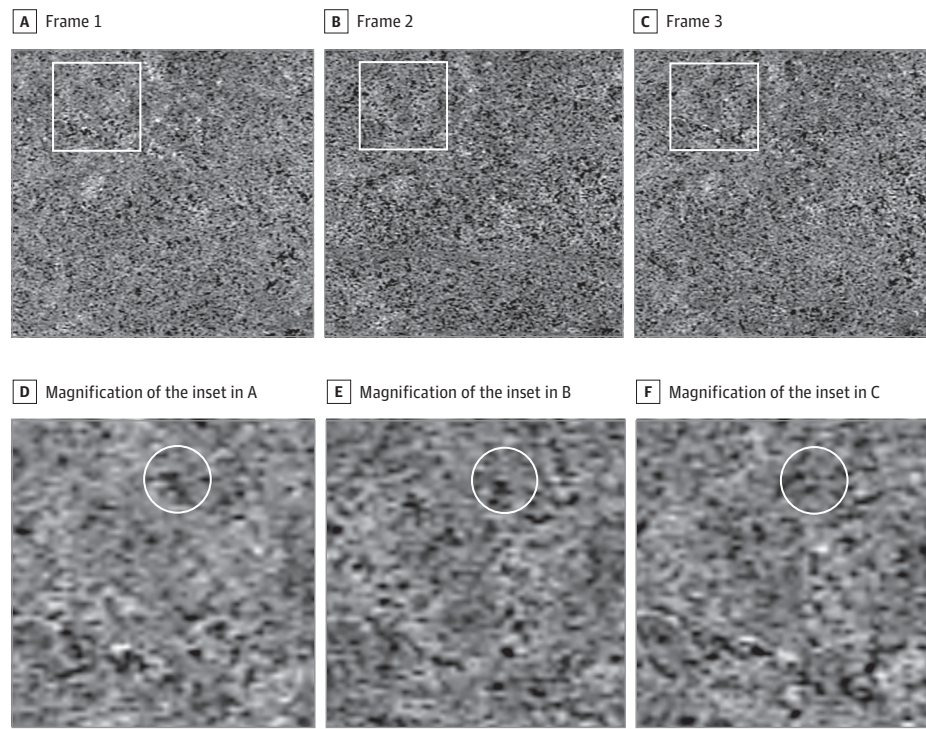 A Frame 1
B Frame 2
C Frame 3
D Magnification of the inset in A
E Magnification of the inset in B
F Magnification of the inset in C